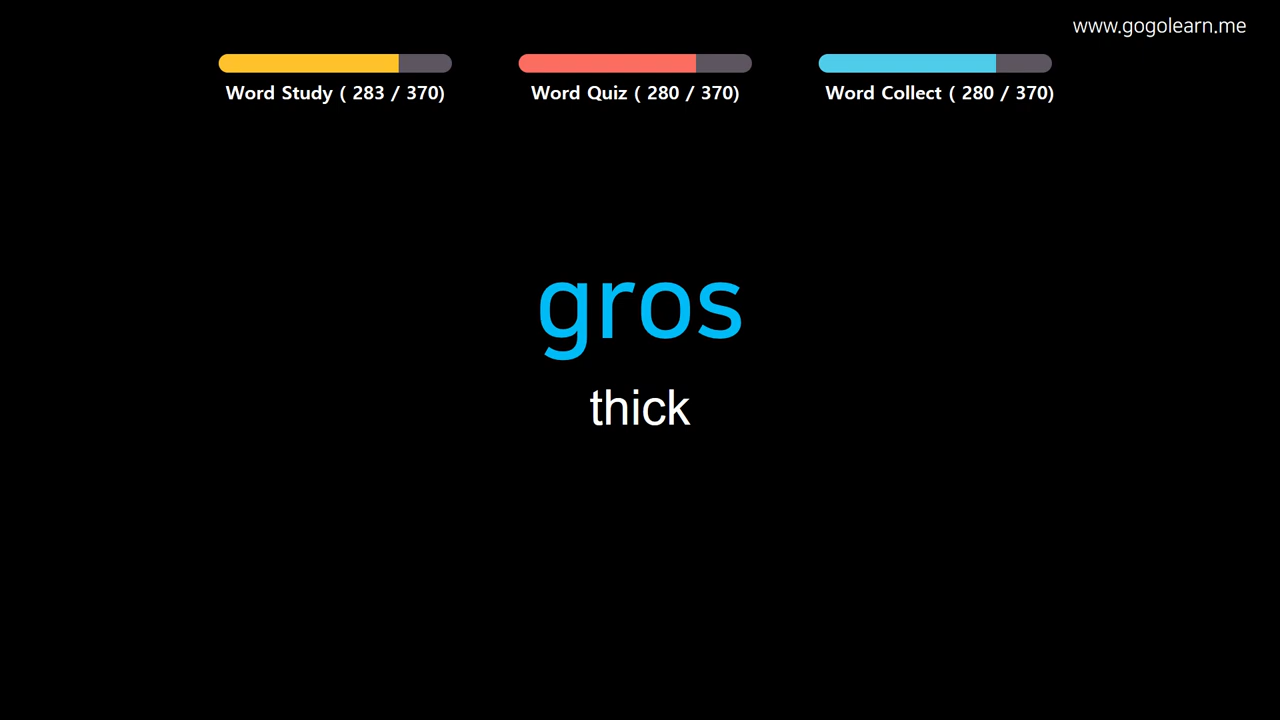 www.gogolearn.me
Word Study ( 283 / 370)
Word Quiz ( 280 / 370)
Word Collect ( 280 / 370)
gros
thick